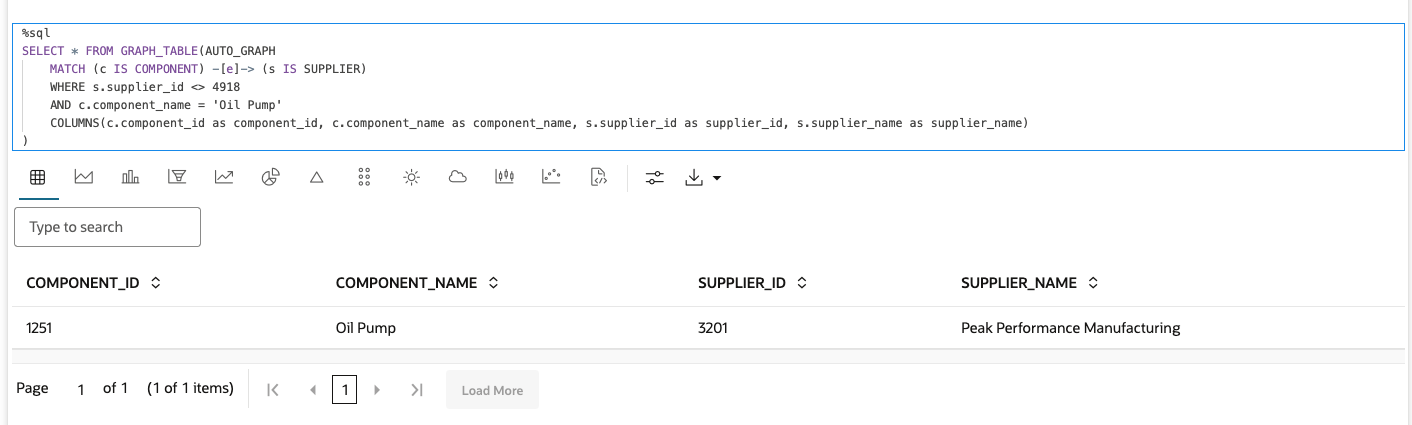 %sql
SELECT * FROM GRAPH_TABLE(AUTO_GRAPH
MATCH (c IS COMPONENT) -[e]-> (s IS SUPPLIER)
WHERE s.supplier_id <> 4918
AND c.component_name = 'Oil Pump'
COLUMNS(c.component_id as component_id, c.component_name as component_name, s.supplier_id as supplier_id, s.supplier_name as supplier_name)
)
Type to search
COMPONENT_ID COMPONENT_NAME SUPPLIER_ID SUPPLIER_NAME
1251 Oil Pump 3201 Peak Performance Manufacturing
Page 1 of 1 (1 of 1 items) 1 Load More